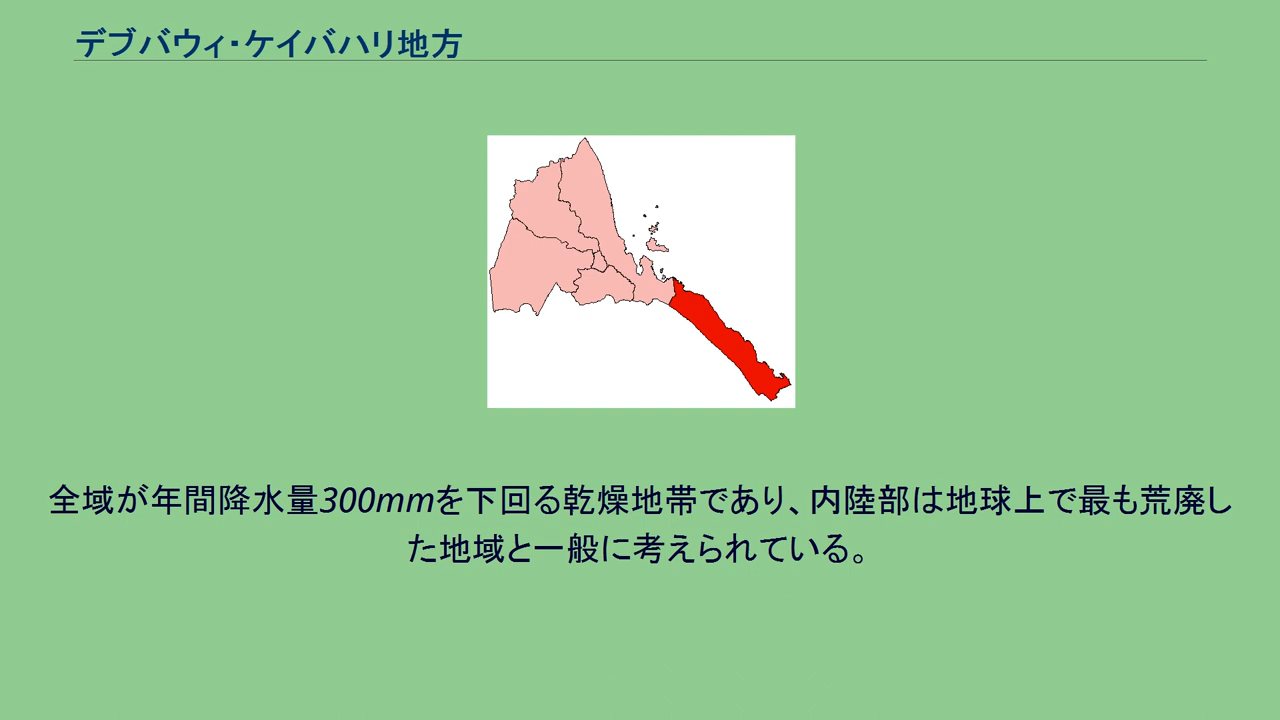 デブバウィ・ケイバハリ地方
全域が年間降水量300mmを下回る乾燥地帯であり、内陸部は地球上で最も荒廃し
た地域と一般に考えられている。